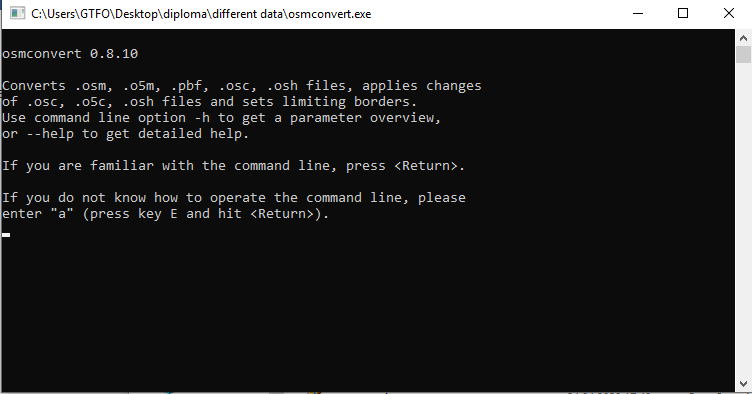 C:\Users\GTFO\Desktop\diploma\different data\osmconvert.exe
osmconvert 0.8.10
Converts .osm, .o5m, .pbf, .osc, .osh files, applies changes
of .osc, .o5c, .osh files and sets limiting borders.
Use command line option -h to get a parameter overview,
or --help to get detailed help.
If you are familiar with the command line, press <Return>.
If you do not know how to operate the command line, please
enter "a" (press key E and hit <Return>).